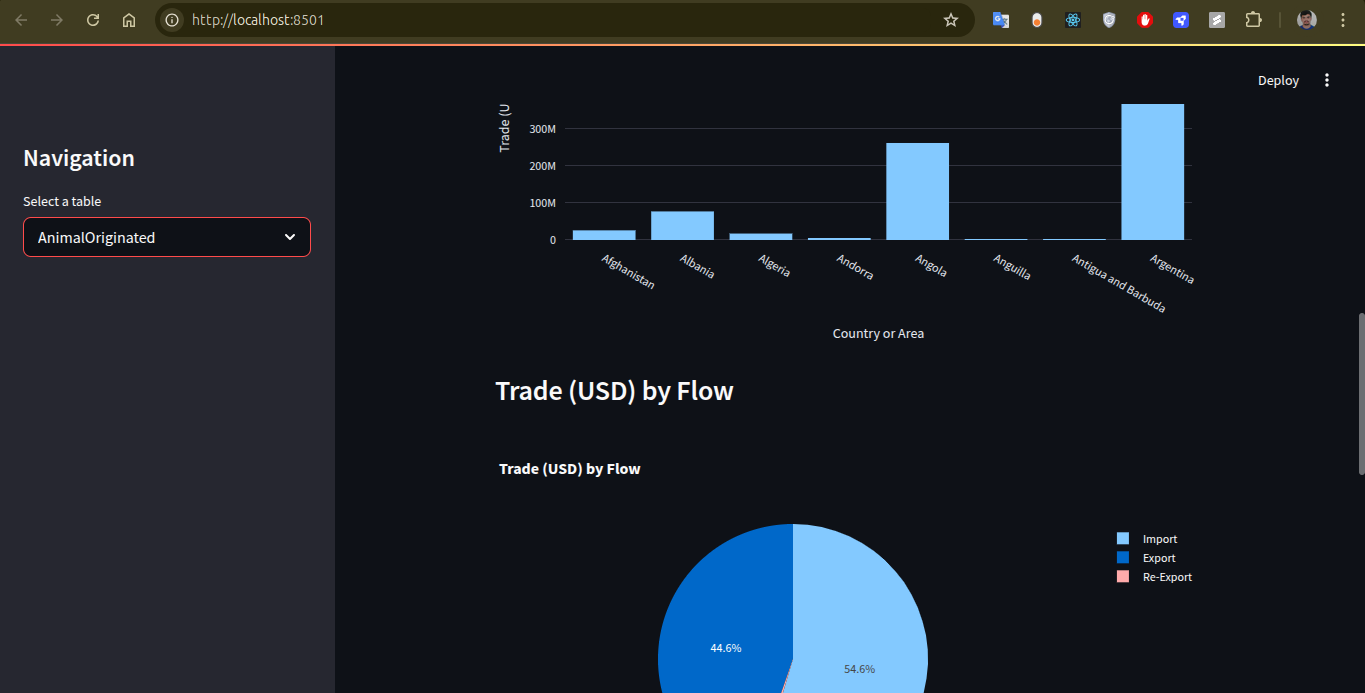 http://localhost:8501
Deploy
Navigation
Select a table
AnimalOriginated
Trade (U
300M
200M
100M
0
Afghanistan
Albania
Algeria
Andorra
Angola
Anguilla
Antigua and Barbuda
Argentina
Country or Area
Trade (USD) by Flow
Trade (USD) by Flow
Import
Export
Re-Export
44.6%
54.6%